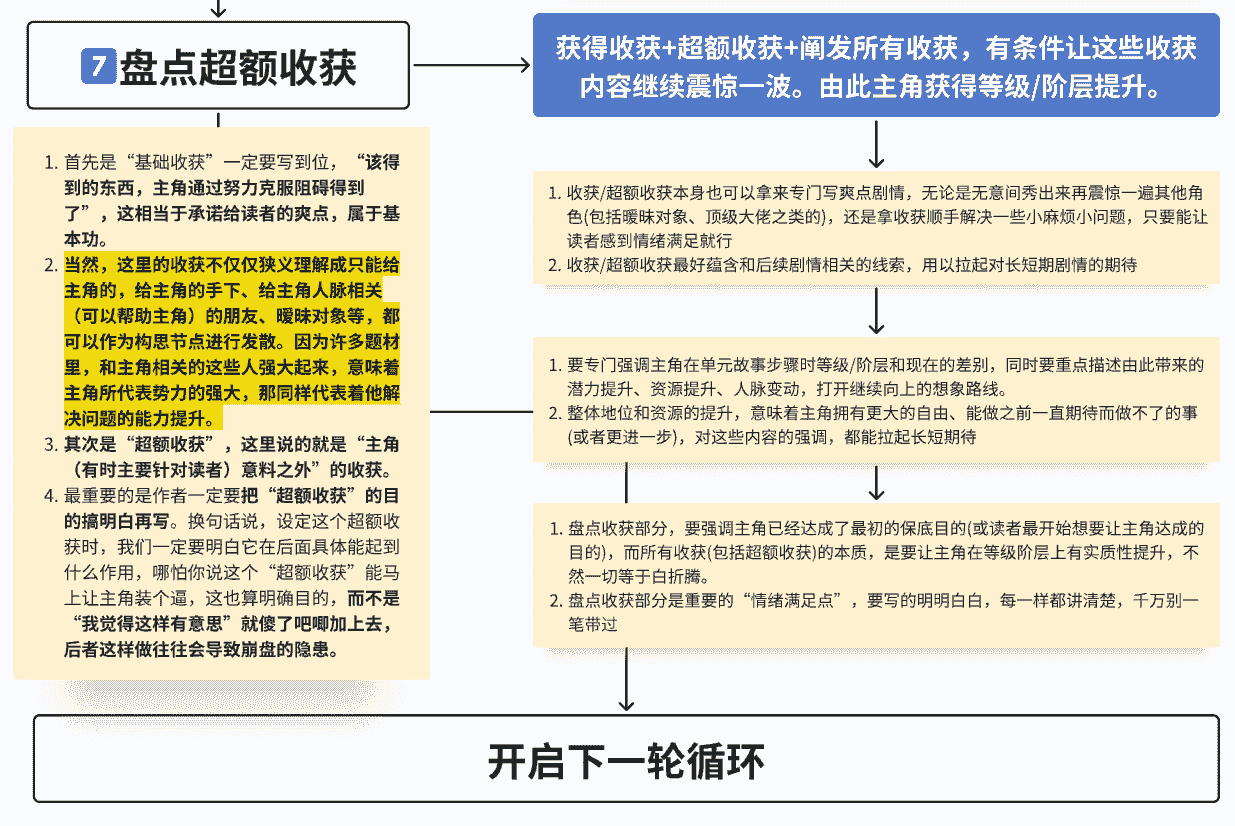 7 盘点超额收获
获得收获+超额收获+阐发所有收获，有条件让这些收获
内容继续震惊一波。由此主角获得等级/阶层提升。
1. 首先是“基础收获”一定要写到位，“该得
到的东西，主角通过努力克服阻碍得到
了”，这相当于承诺给读者的爽点，属于基
本功。
2. 当然，这里的收获不仅仅狭义理解成只能给
主角的，给主角的手下、给主角人脉相关
（可以帮助主角）的朋友、暧昧对象等，都
可以作为构思节点进行发散。因为许多题材
里，和主角相关的这些人强大起来，意味着
主角所代表势力的强大，那同样代表着他解
决问题的能力提升。
3. 其次是“超额收获”，这里说的就是“主角
（有时主要针对读者）意料之外”的收获。
4. 最重要的是作者一定要把“超额收获”的目
的搞明白再写。换句话说，设定这个超额收
获时，我们一定要明白它在后面具体能起到
什么作用，哪怕你说这个“超额收获”能马
上让主角装个逼，这也算明确目的，而不是
“我觉得这样有意思”就傻了吧唧加上去，
后者这样做往往会导致崩盘的隐患。
1. 收获/超额收获本身也可以拿来专门写爽点剧情，无论是无意间秀出来再震惊一遍其他角
色(包括暧昧对象、顶级大佬之类的)，还是拿收获顺手解决一些小麻烦小问题，只要能让
读者感到情绪满足就行
2. 收获/超额收获最好蕴含和后续剧情相关的线索，用以拉起对长短期剧情的期待
1. 要专门强调主角在单元故事步骤时等级/阶层和现在的差别，同时要重点描述由此带来的
潜力提升、资源提升、人脉变动，打开继续向上的想象路线。
2. 整体地位和资源的提升，意味着主角拥有更大的自由、能做之前一直期待而做不了的事
(或者更进一步)，对这些内容的强调，都能拉起长短期待
1. 盘点收获部分，要强调主角已经达成了最初的保底目的(或读者最开始想要让主角达成的
目的)，而所有收获(包括超额收获)的本质，是要让主角在等级阶层上有实质性提升，不
然一切等于白折腾。
2. 盘点收获部分是重要的“情绪满足点”，要写的明明白白，每一样都讲清楚，千万别一
笔带过
开启下一轮循环